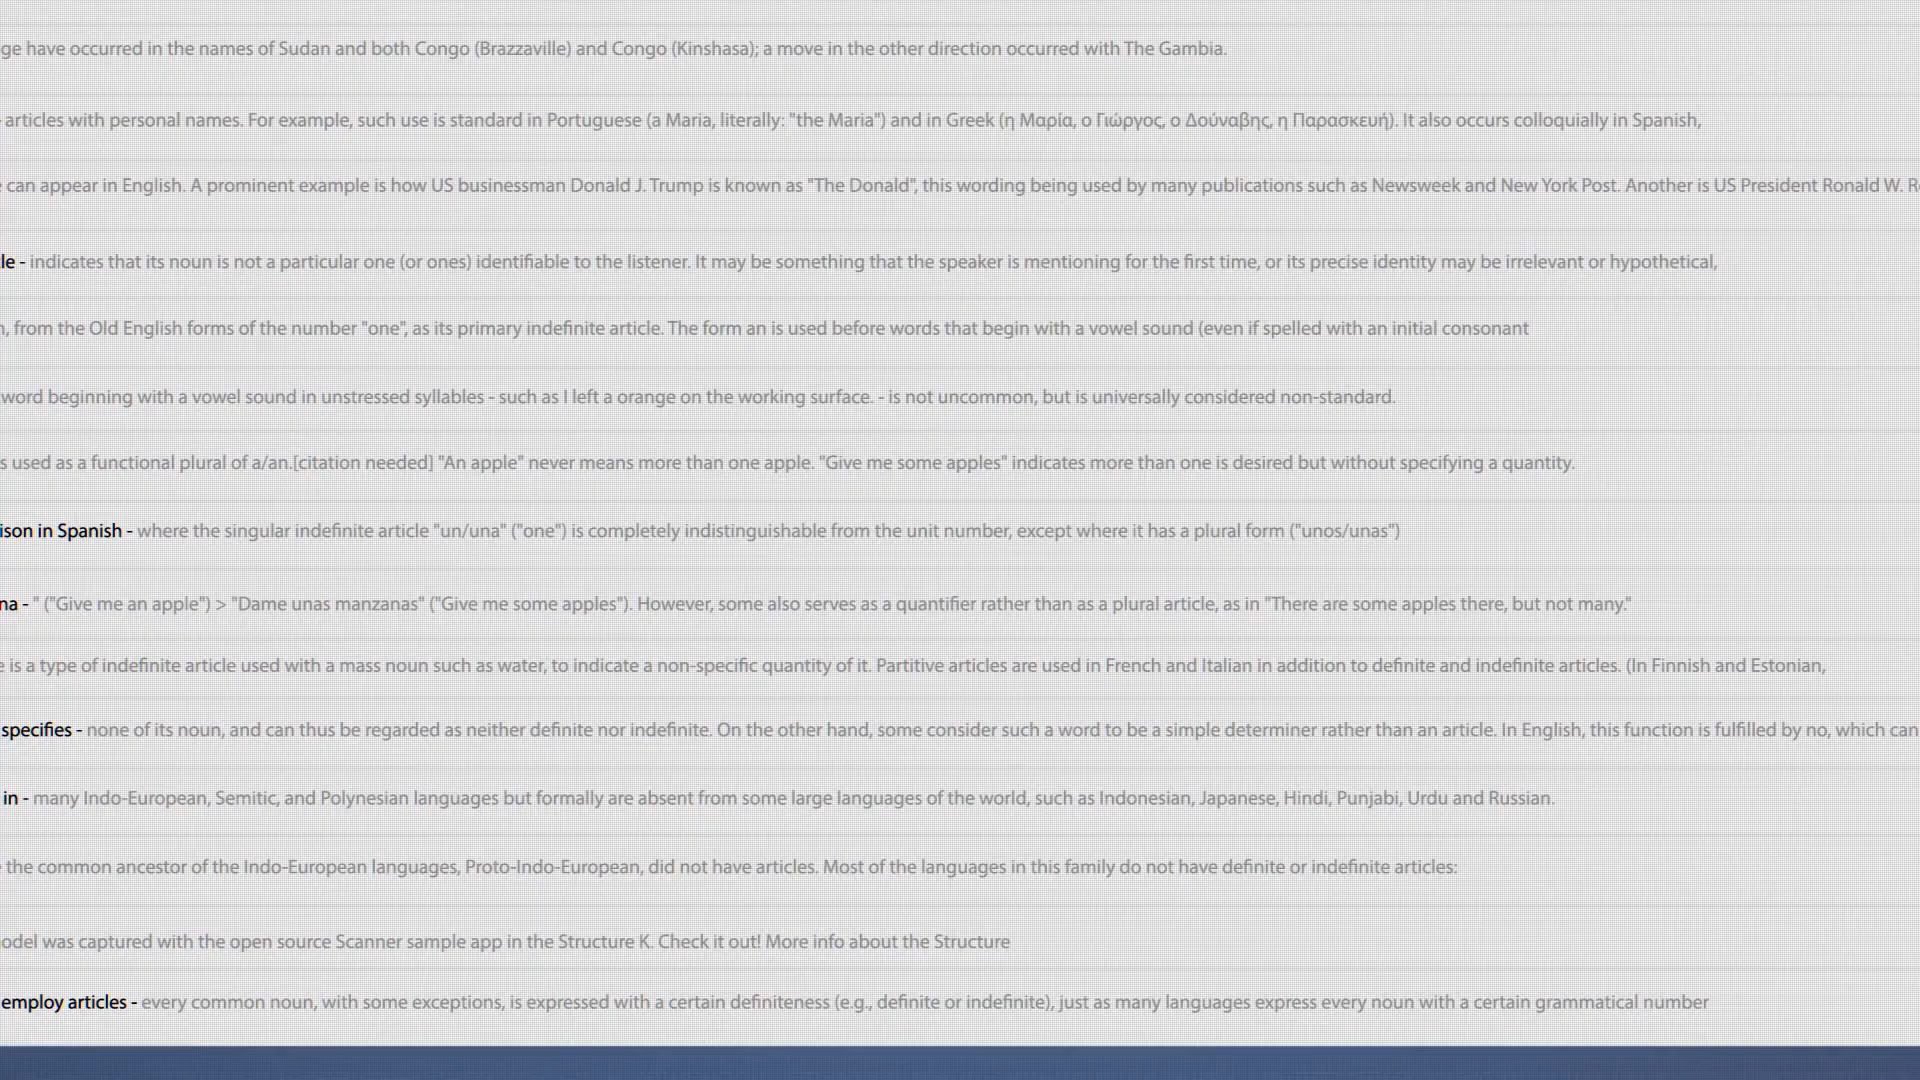 ge have occurred in the names of Sudan and both Congo (Brazzaville) and Congo (Kinshasa); a move in the other direction occurred with The Gambia.
articles with personal names. For example, such use is standard in Portuguese (a Maria, literally: "the Maria") and in Greek (η Μαρία, ο Γιώργος, ο Δούναβης, η Παρασκευή). It also occurs colloquially in Spanish,
can appear in English. A prominent example is how US businessman Donald J. Trump is known as "The Donald", this wording being used by many publications such as Newsweek and New York Post. Another is US President Ronald W. R
le - indicates that its noun is not a particular one (or ones) identifiable to the listener. It may be something that the speaker is mentioning for the first time, or its precise identity may be irrelevant or hypothetical,
n, from the Old English forms of the number "one", as its primary indefinite article. The form an is used before words that begin with a vowel sound (even if spelled with an initial consonant
word beginning with a vowel sound in unstressed syllables - such as I left a orange on the working surface. - is not uncommon, but is universally considered non-standard.
s used as a functional plural of a/an.[citation needed] "An apple" never means more than one apple. "Give me some apples" indicates more than one is desired but without specifying a quantity.
ison in Spanish - where the singular indefinite article "un/una" ("one") is completely indistinguishable from the unit number, except where it has a plural form ("unos/unas")
na - " ("Give me an apple") > "Dame unas manzanas" ("Give me some apples"). However, some also serves as a quantifier rather than as a plural article, as in "There are some apples there, but not many."
e is a type of indefinite article used with a mass noun such as water, to indicate a non-specific quantity of it. Partitive articles are used in French and Italian in addition to definite and indefinite articles. (In Finnish and Estonian,
specifies - none of its noun, and can thus be regarded as neither definite nor indefinite. On the other hand, some consider such a word to be a simple determiner rather than an article. In English, this function is fulfilled by no, which can
in - many Indo-European, Semitic, and Polynesian languages but formally are absent from some large languages of the world, such as Indonesian, Japanese, Hindi, Punjabi, Urdu and Russian.
the common ancestor of the Indo-European languages, Proto-Indo-European, did not have articles. Most of the languages in this family do not have definite or indefinite articles:
odel was captured with the open source Scanner sample app in the Structure K. Check it out! More info about the Structure
employ articles - every common noun, with some exceptions, is expressed with a certain definiteness (e.g., definite or indefinite), just as many languages express every noun with a certain grammatical number